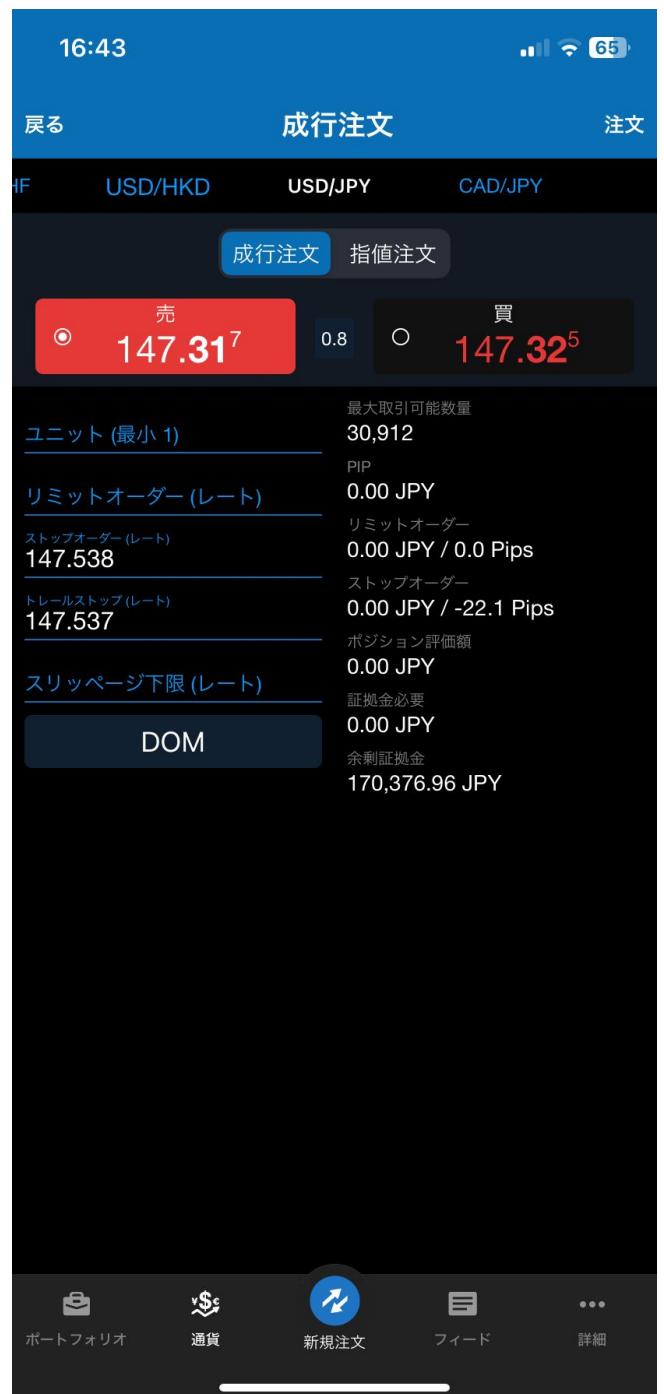 16:43
65
戻る 成行注文 注文
HF USD/HKD USD/JPY CAD/JPY
成行注文 指値注文
売 買
147.317 0.8 147.325
最大取引可能数量
ユニット (最小 1) 30,912
PIP
リミットオーダー (レート) 0.00 JPY
リミットオーダー
ストップオーダー (レート) 0.00 JPY / 0.0 Pips
147.538
ストップオーダー
トレールストップ (レート) 0.00 JPY / -22.1 Pips
147.537
ポジション評価額
スリッページ下限 (レート) 0.00 JPY
証拠金必要
DOM 0.00 JPY
余剰証拠金
170,376.96 JPY
ポートフォリオ 通貨 新規注文 フィード 詳細